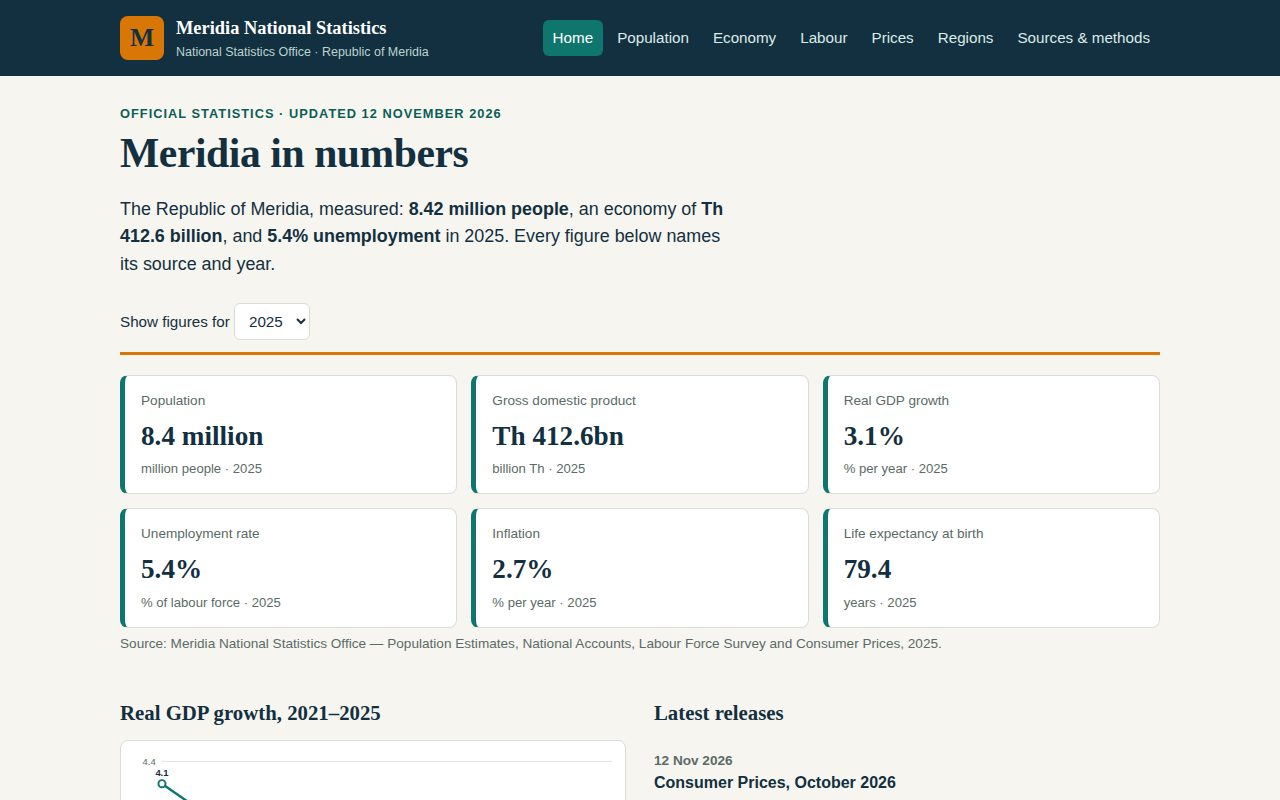 M
Meridia National Statistics
National Statistics Office · Republic of Meridia
Home Population Economy Labour Prices Regions Sources & methods
OFFICIAL STATISTICS · UPDATED 12 NOVEMBER 2026
Meridia in numbers
The Republic of Meridia, measured: 8.42 million people, an economy of Th
412.6 billion, and 5.4% unemployment in 2025. Every figure below names
its source and year.
Show figures for 2025
Population
8.4 million
million people · 2025
Gross domestic product
Th 412.6bn
billion Th · 2025
Real GDP growth
3.1%
% per year · 2025
Unemployment rate
5.4%
% of labour force · 2025
Inflation
2.7%
% per year · 2025
Life expectancy at birth
79.4
years · 2025
Source: Meridia National Statistics Office — Population Estimates, National Accounts, Labour Force Survey and Consumer Prices, 2025.
Real GDP growth, 2021–2025
4.4
4.1
Latest releases
12 Nov 2026
Consumer Prices, October 2026